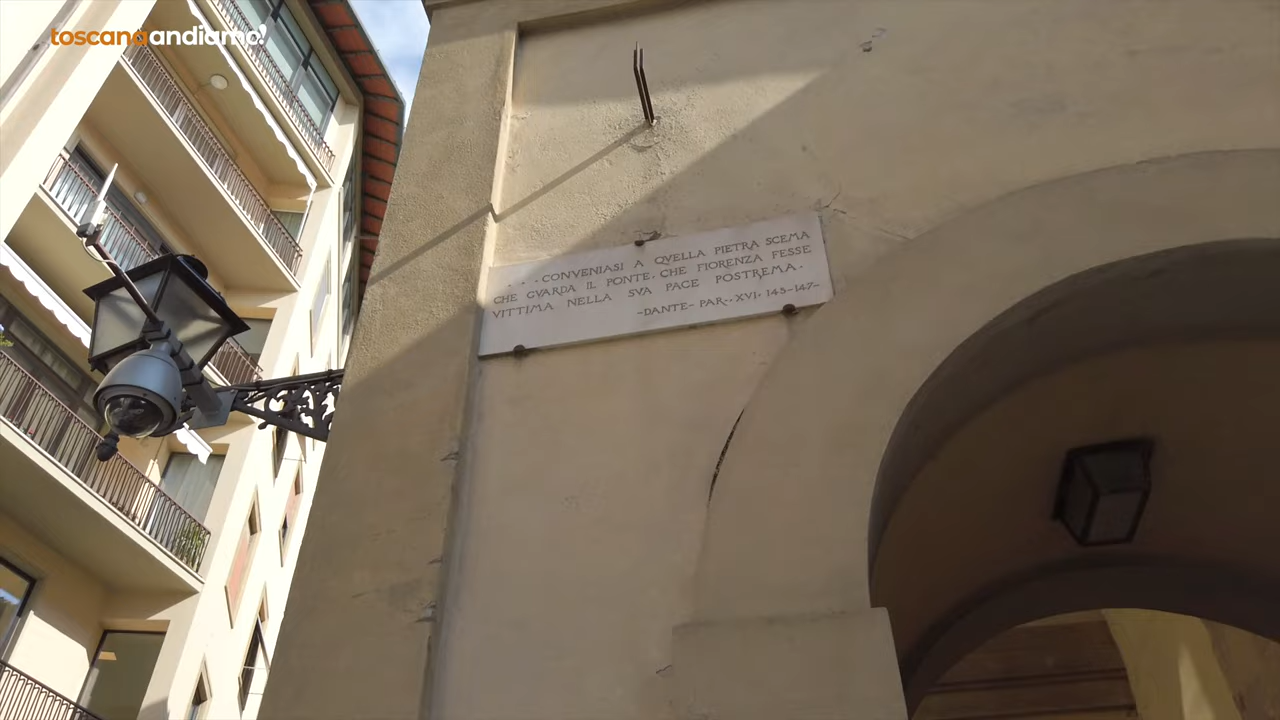 toscanaandiamo!
. . . CONVENIASI A QVELLA PIETRA SCEMA
CHE GVARDA IL PONTE, CHE FIORENZA FESSE
VITTIMA NELLA SVA PACE POSTREMA.
-DANTE- PAR., XVI, 145-147-